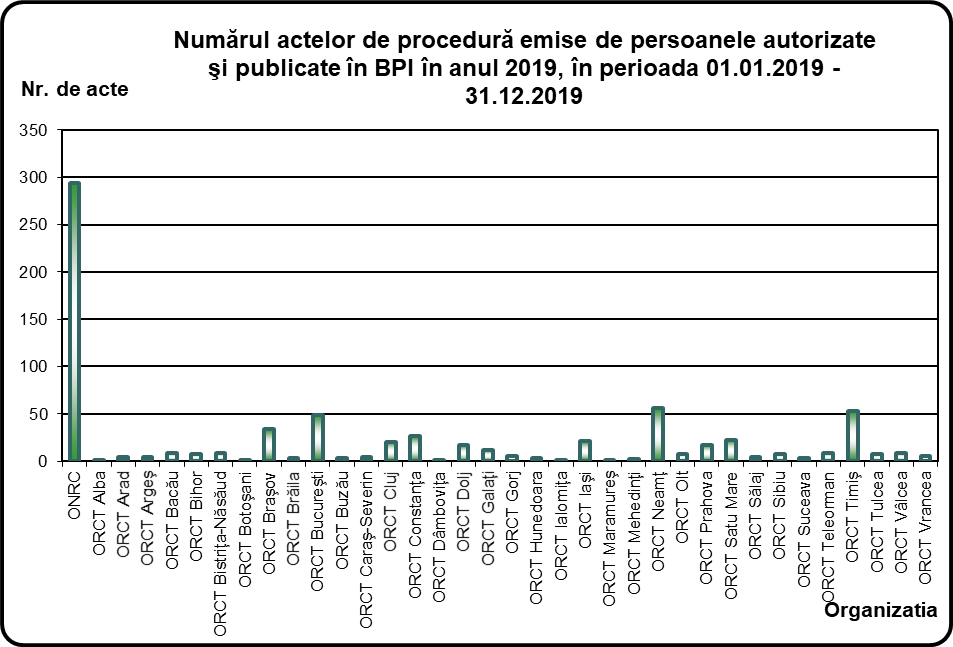 Numărul actelor de procedură emise de persoanele autorizate
şi publicate în BPI în anul 2019, în perioada 01.01.2019 -
31.12.2019
Nr. de acte
350
300
250
200
150
100
50
0
ONRC
ORCT Alba
ORCT Arad
ORCT Argeş
ORCT Bacău
ORCT Bihor
ORCT Bistriţa-Năsăud
ORCT Botoşani
ORCT Braşov
ORCT Brăila
ORCT Bucureşti
ORCT Buzău
ORCT Caraş-Severin
ORCT Cluj
ORCT Constanţa
ORCT Dâmboviţa
ORCT Dolj
ORCT Galaţi
ORCT Gorj
ORCT Hunedoara
ORCT Ialomiţa
ORCT Iaşi
ORCT Maramureş
ORCT Mehedinţi
ORCT Neamţ
ORCT Olt
ORCT Prahova
ORCT Satu Mare
ORCT Sălaj
ORCT Sibiu
ORCT Suceava
ORCT Teleorman
ORCT Timiş
ORCT Tulcea
ORCT Vâlcea
ORCT Vrancea
Organizatia